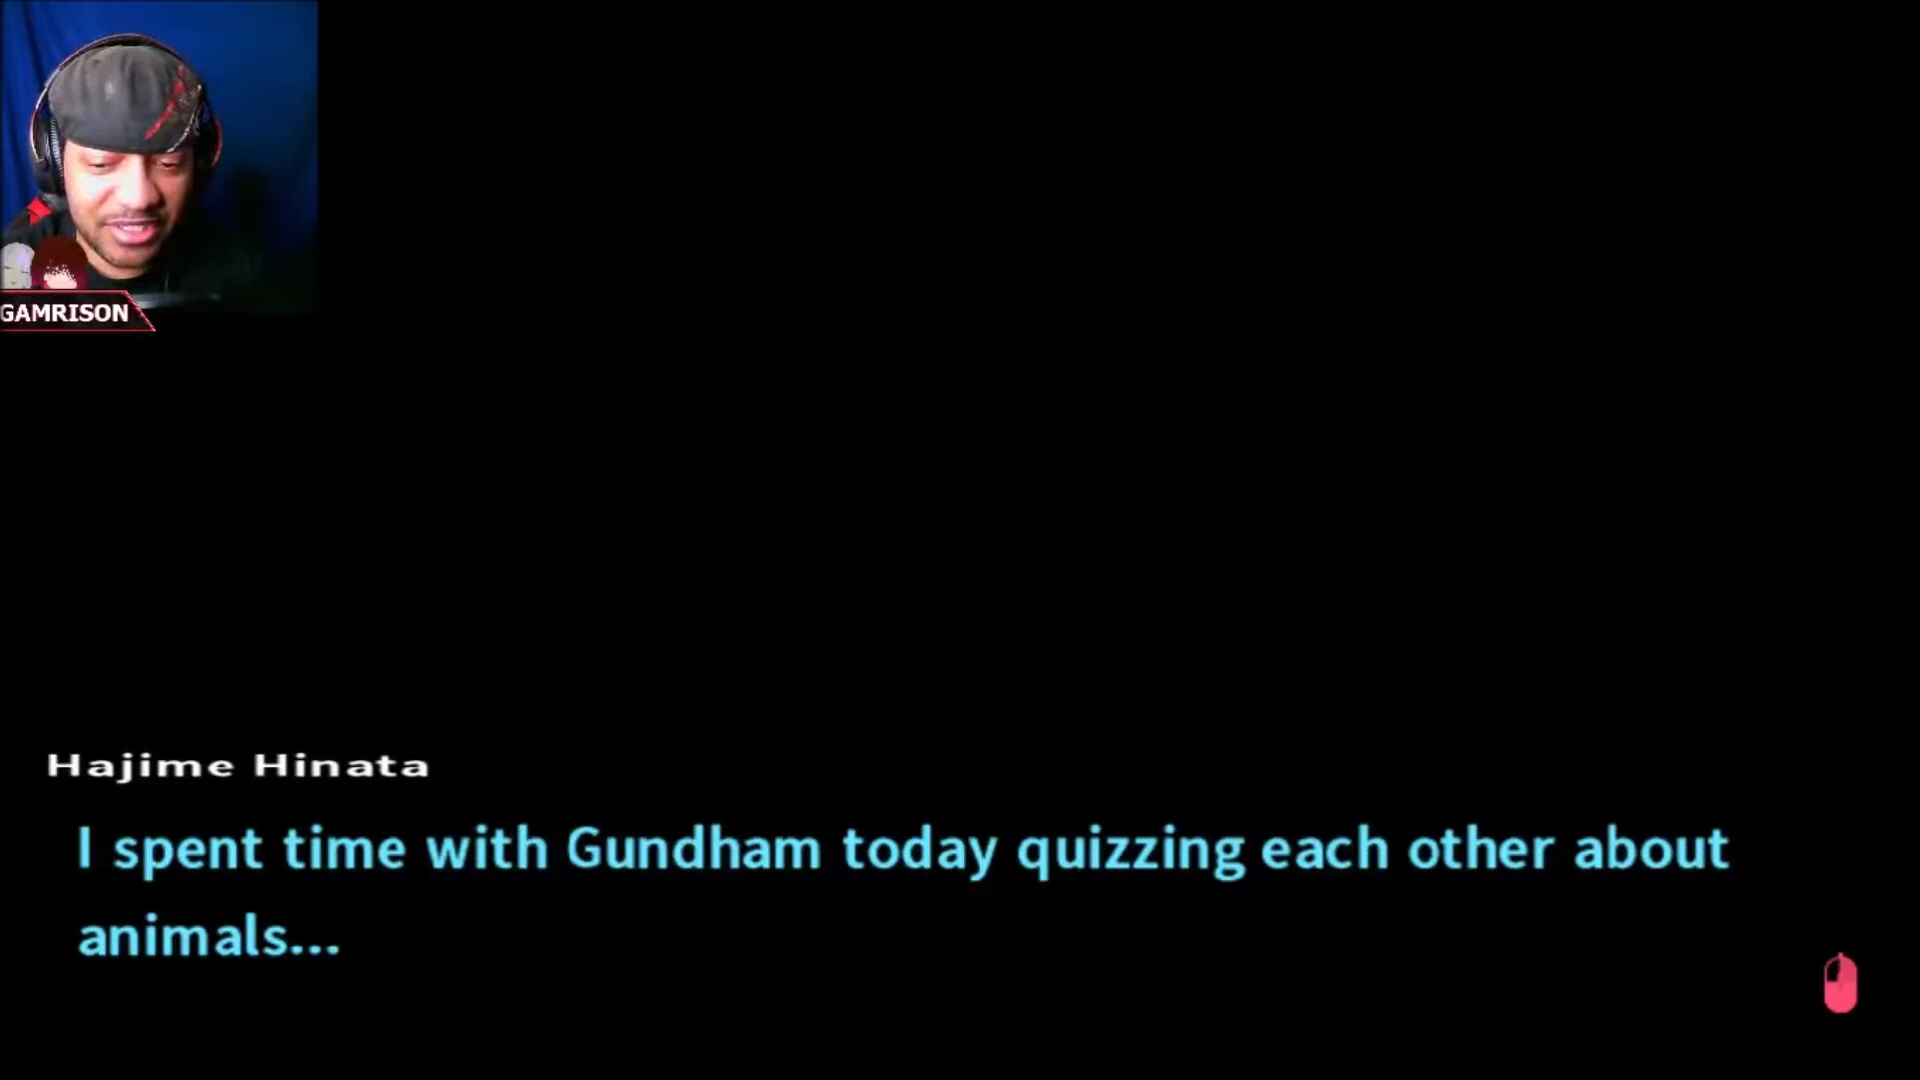 GAMRISON
Hajime Hinata
I spent time with Gundham today quizzing each other about
animals...